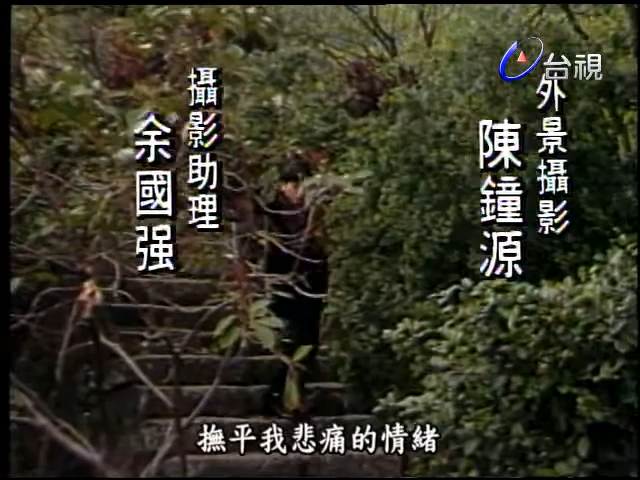 台視
外景攝影
陳鐘源
攝影助理
余國强
撫平我悲痛的情緒